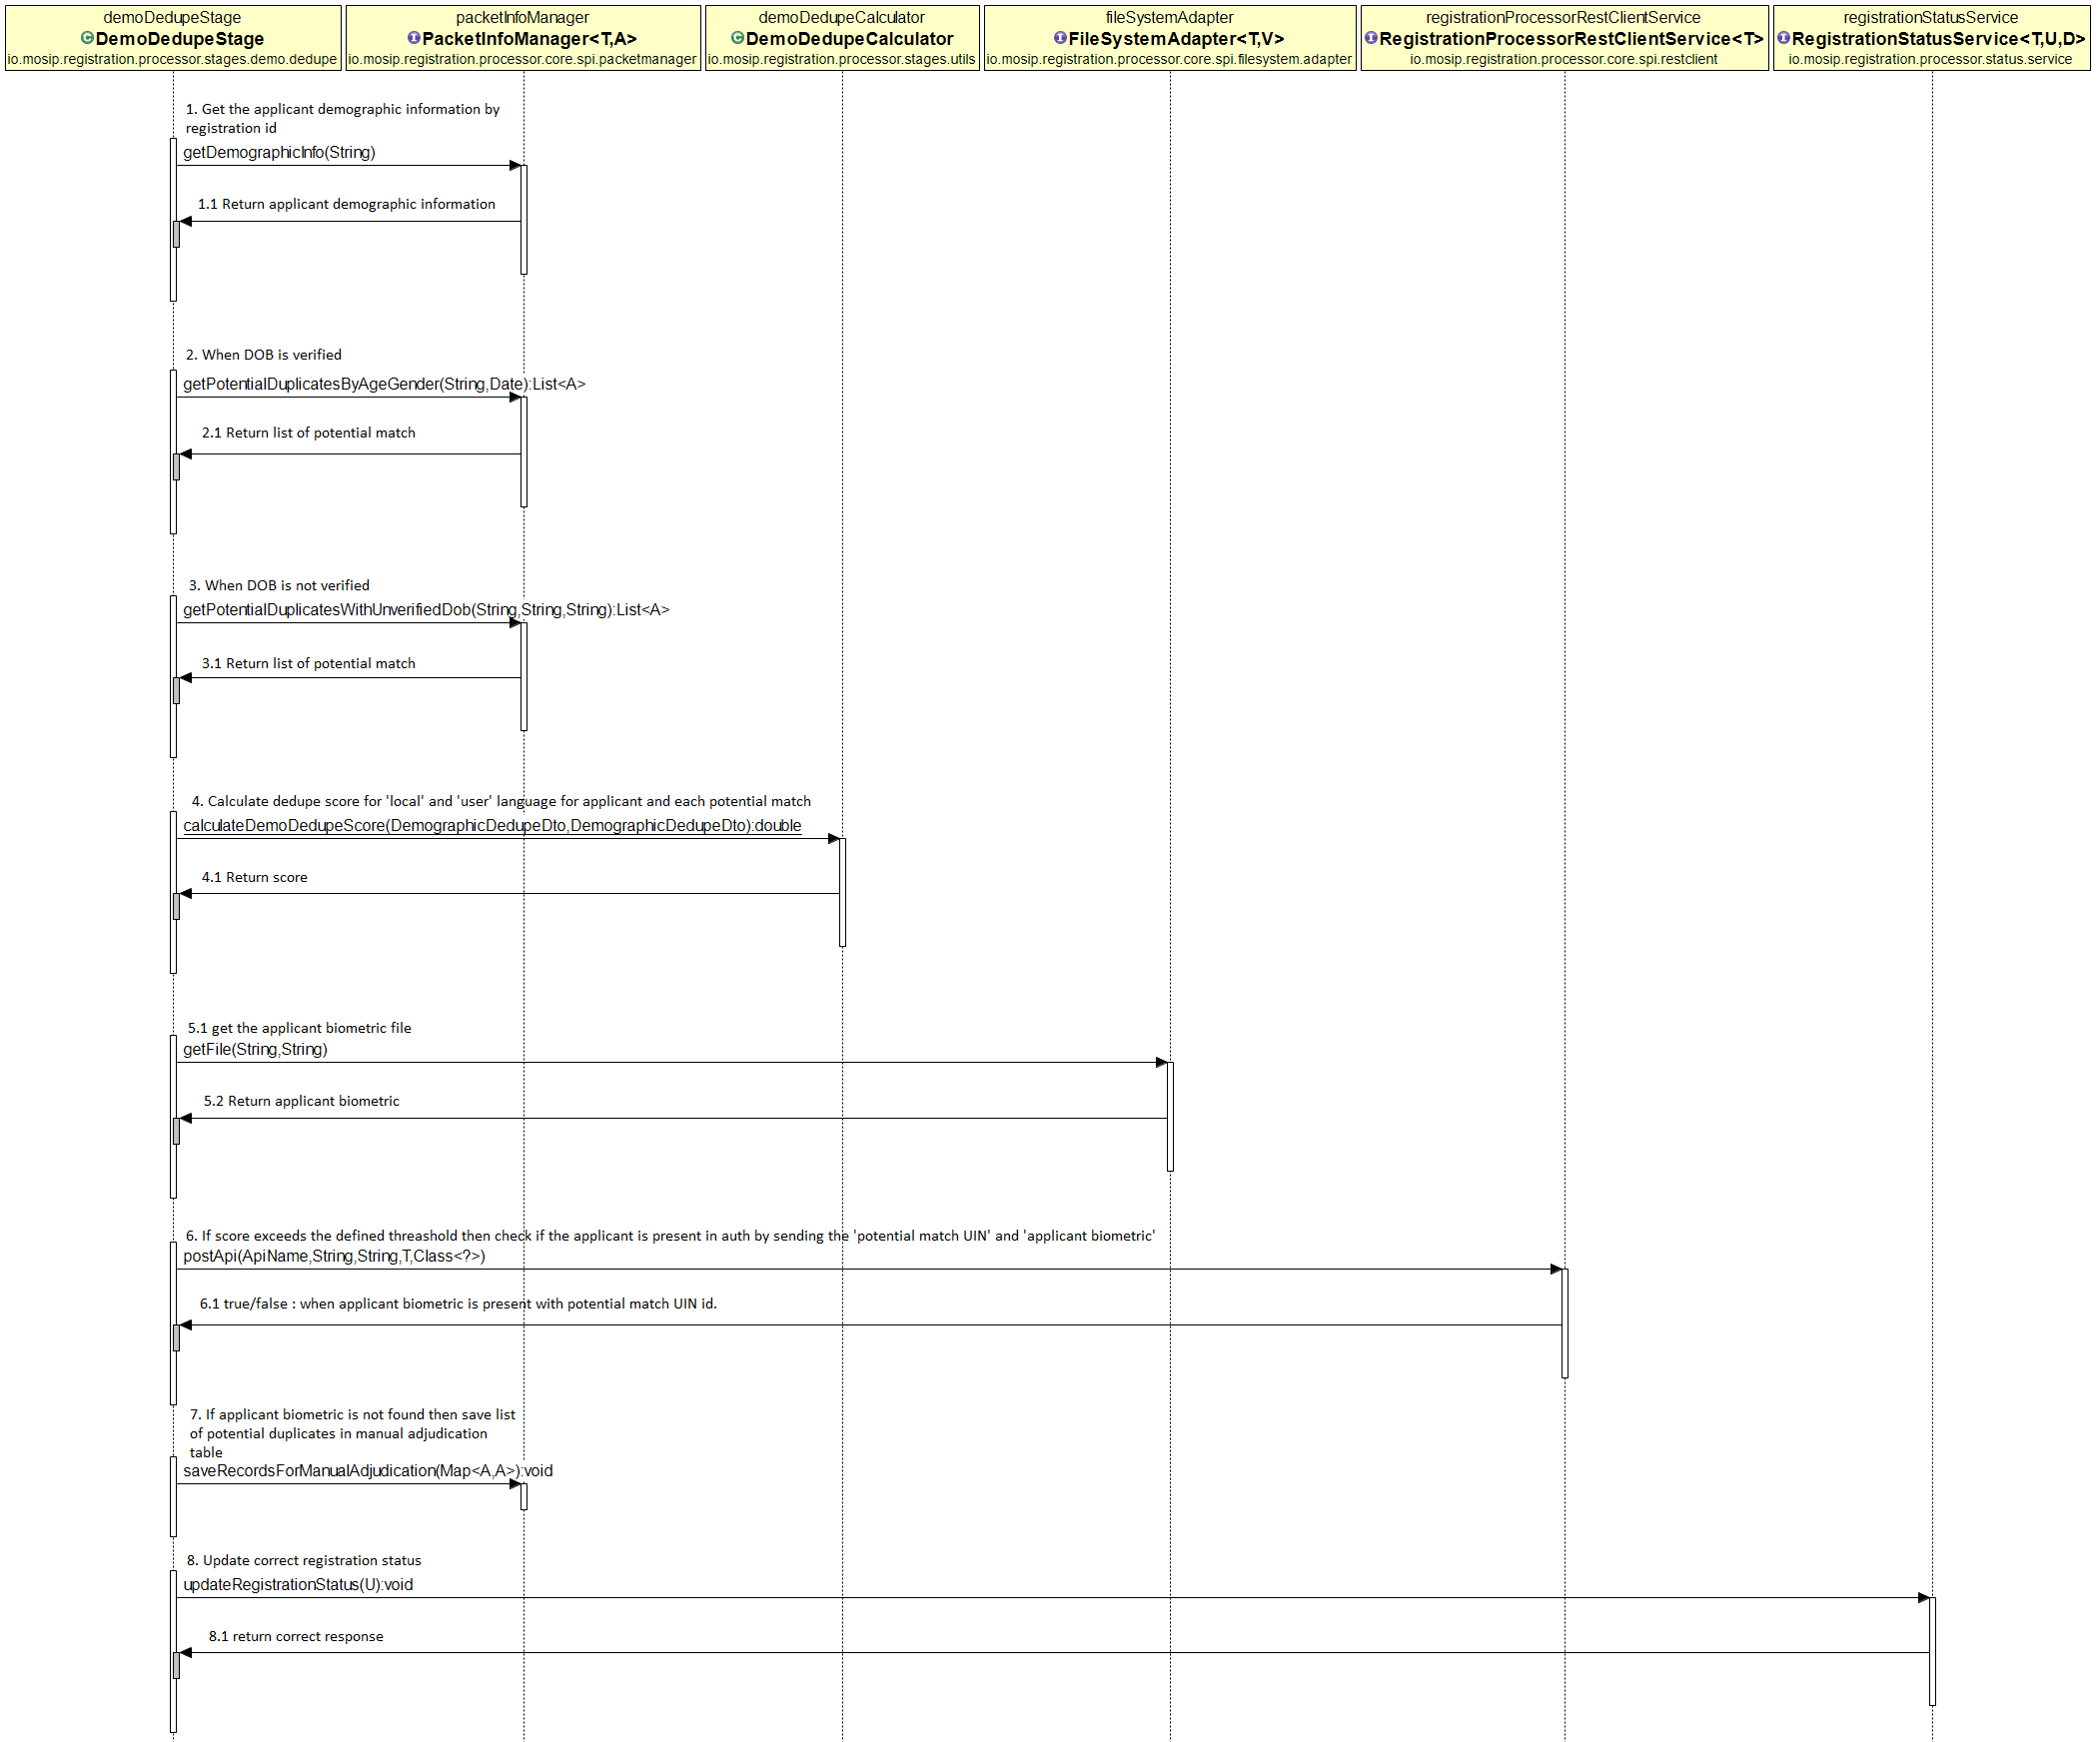 demoDedupeStage
DemoDedupeStage
io.mosip.registration.processor.stages.demo.dedupe
packetInfoManager
PacketInfoManager<T,A>
io.mosip.registration.processor.core.spi.packetmanager
demoDedupeCalculator
DemoDedupeCalculator
io.mosip.registration.processor.stages.utils
fileSystemAdapter
FileSystemAdapter<T,V>
io.mosip.registration.processor.core.spi.filesystem.adapter
registrationProcessorRestClientService
RegistrationProcessorRestClientService<T>
io.mosip.registration.processor.core.spi.restclient
registrationStatusService
RegistrationStatusService<T,U,D>
io.mosip.registration.processor.status.service
1. Get the applicant demographic information by
registration id
getDemographicInfo(String)
1.1 Return applicant demographic information
2. When DOB is verified
getPotentialDuplicatesByAgeGender(String,Date):List<A>
2.1 Return list of potential match
3. When DOB is not verified
getPotentialDuplicatesWithUnverifiedDob(String,String,String):List<A>
3.1 Return list of potential match
4. Calculate dedupe score for 'local' and 'user' language for applicant and each potential match
calculateDemoDedupeScore(DemographicDedupeDto,DemographicDedupeDto):double
4.1 Return score
5.1 get the applicant biometric file
getFile(String,String)
5.2 Return applicant biometric
6. If score exceeds the defined threashold then check if the applicant is present in auth by sending the 'potential match UIN' and 'applicant biometric'
postApi(ApiName,String,String,T,Class<?>)
6.1 true/false : when applicant biometric is present with potential match UIN id.
7. If applicant biometric is not found then save list
of potential duplicates in manual adjudication
table
saveRecordsForManualAdjudication(Map<A,A>):void
8. Update correct registration status
updateRegistrationStatus(U):void
8.1 return correct response